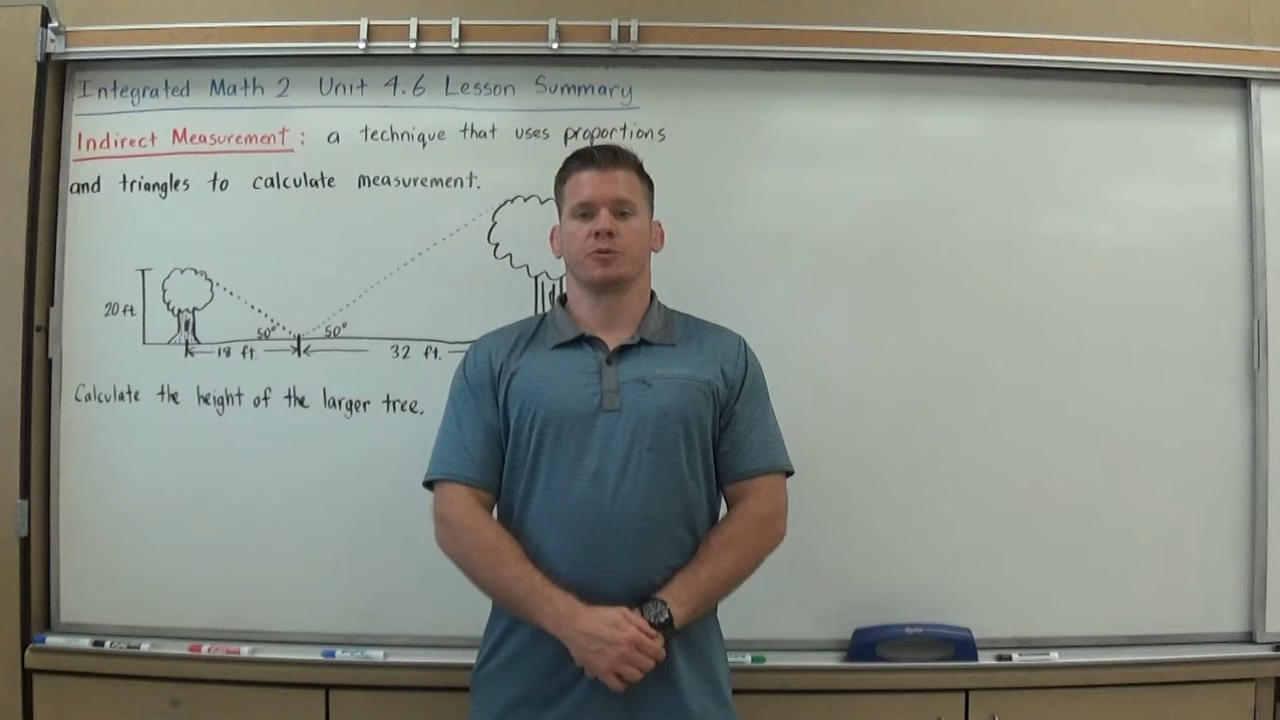 Integrated Math 2 Unit 4.6 Lesson Summary
Indirect Measurement: a technique that uses proportions
and triangles to calculate measurement.
20 ft
50° 50°
18 ft. 32 ft.
Calculate the height of the larger tree.